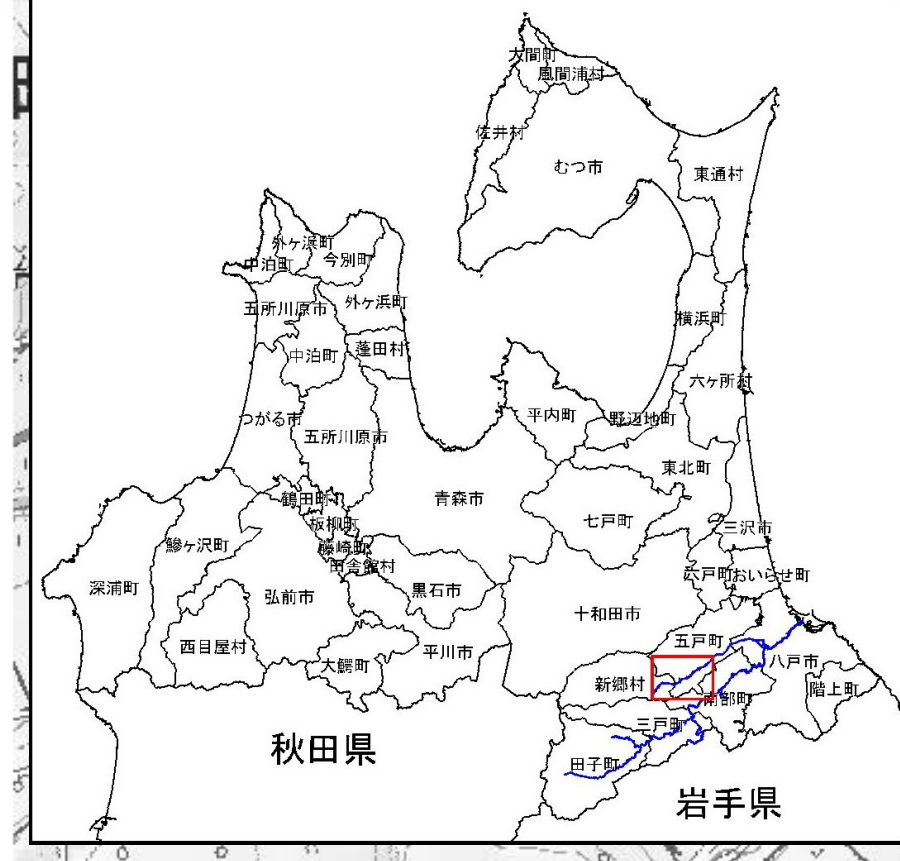 大間町
風間浦村
佐井村
むつ市
東通村
外ヶ浜町
今別町
中泊町
五所川原市
外ヶ浜町
横浜町
中泊町
蓬田村
六ヶ所村
つがる市
平内町
野辺地町
五所川原市
東北町
青森市
鶴田町
七戸町
板柳町
三沢市
鰺ヶ沢町
藤崎町
田舎館村
六戸町
おいらせ町
深浦町
弘前市
黒石市
十和田市
西目屋村
五戸町
平川市
大鰐町
八戸市
新郷村
階上町
南部町
三戸町
秋田県
田子町
岩手県